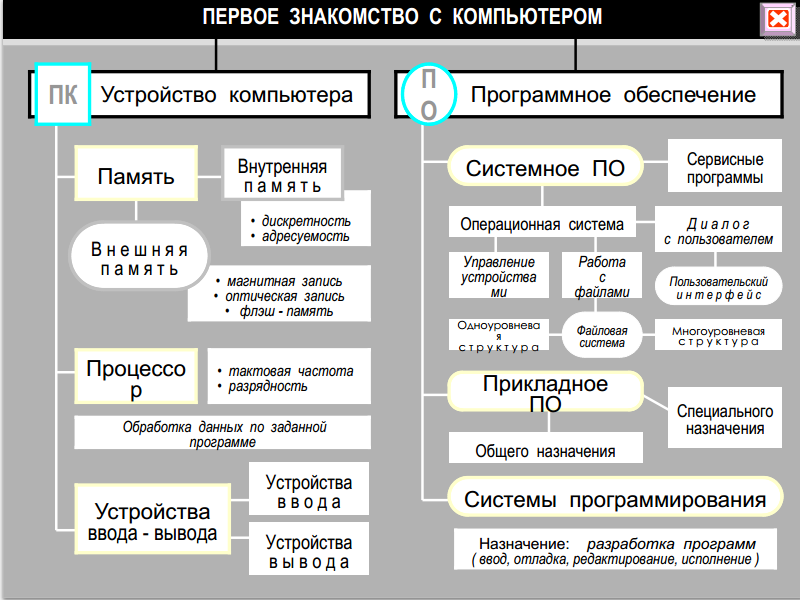 ПЕРВОЕ ЗНАКОМСТВО С КОМПЬЮТЕРОМ
ПК
Устройство компьютера
Память
Внутренняя
память
• дискретность
• адресуемость
Внешняя
память
• магнитная запись
• оптическая запись
• флэш - память
Процессо
р
• тактовая частота
• разрядность
Обработка данных по заданной
программе
Устройства
ввода - вывода
Устройства
ввода
Устройства
вывода
П
О
Программное обеспечение
Системное ПО
Сервисные
программы
Операционная система
Диалог
с пользователем
Управление
устройства
ми
Работа
с
файлами
Пользовательский
интерфейс
Одноуровнева
я
структура
Файловая
система
Многоуровневая
структура
Прикладное
ПО
Специального
назначения
Общего назначения
Системы программирования
Назначение: разработка программ
( ввод, отладка, редактирование, исполнение )